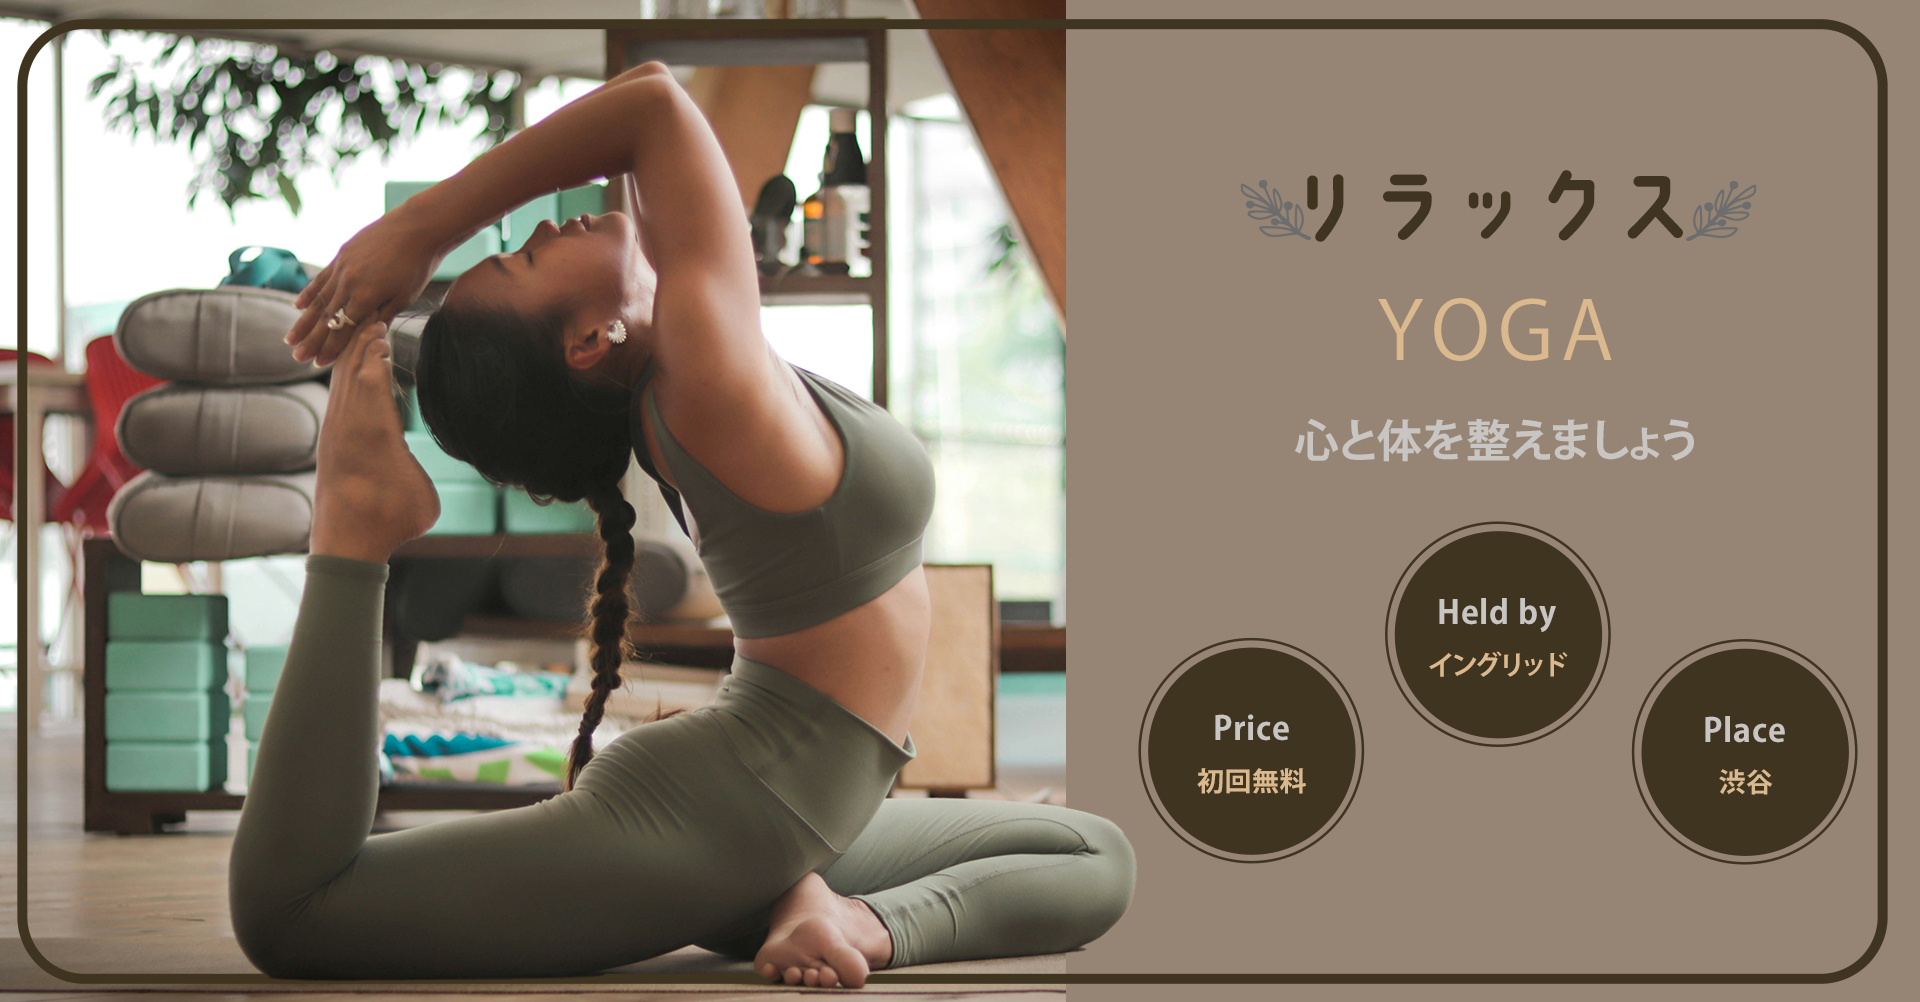 リラックス
YOGA
心と体を整えましょう
Held by
イングリッド
Price
初回無料
Place
渋谷